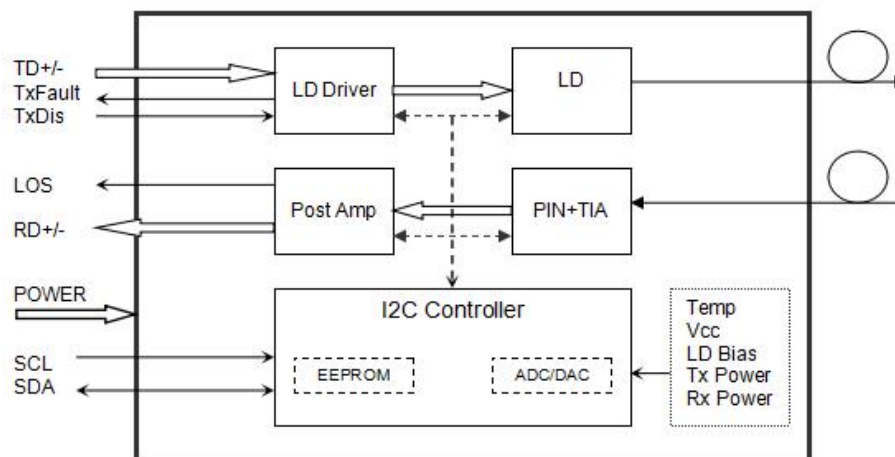 TD+/-
TxFault
TxDis
LD Driver
LD
LOS
RD+/-
Post Amp
PIN+TIA
POWER
SCL
SDA
I2C Controller
EEPROM
ADC/DAC
Temp
Vcc
LD Bias
Tx Power
Rx Power